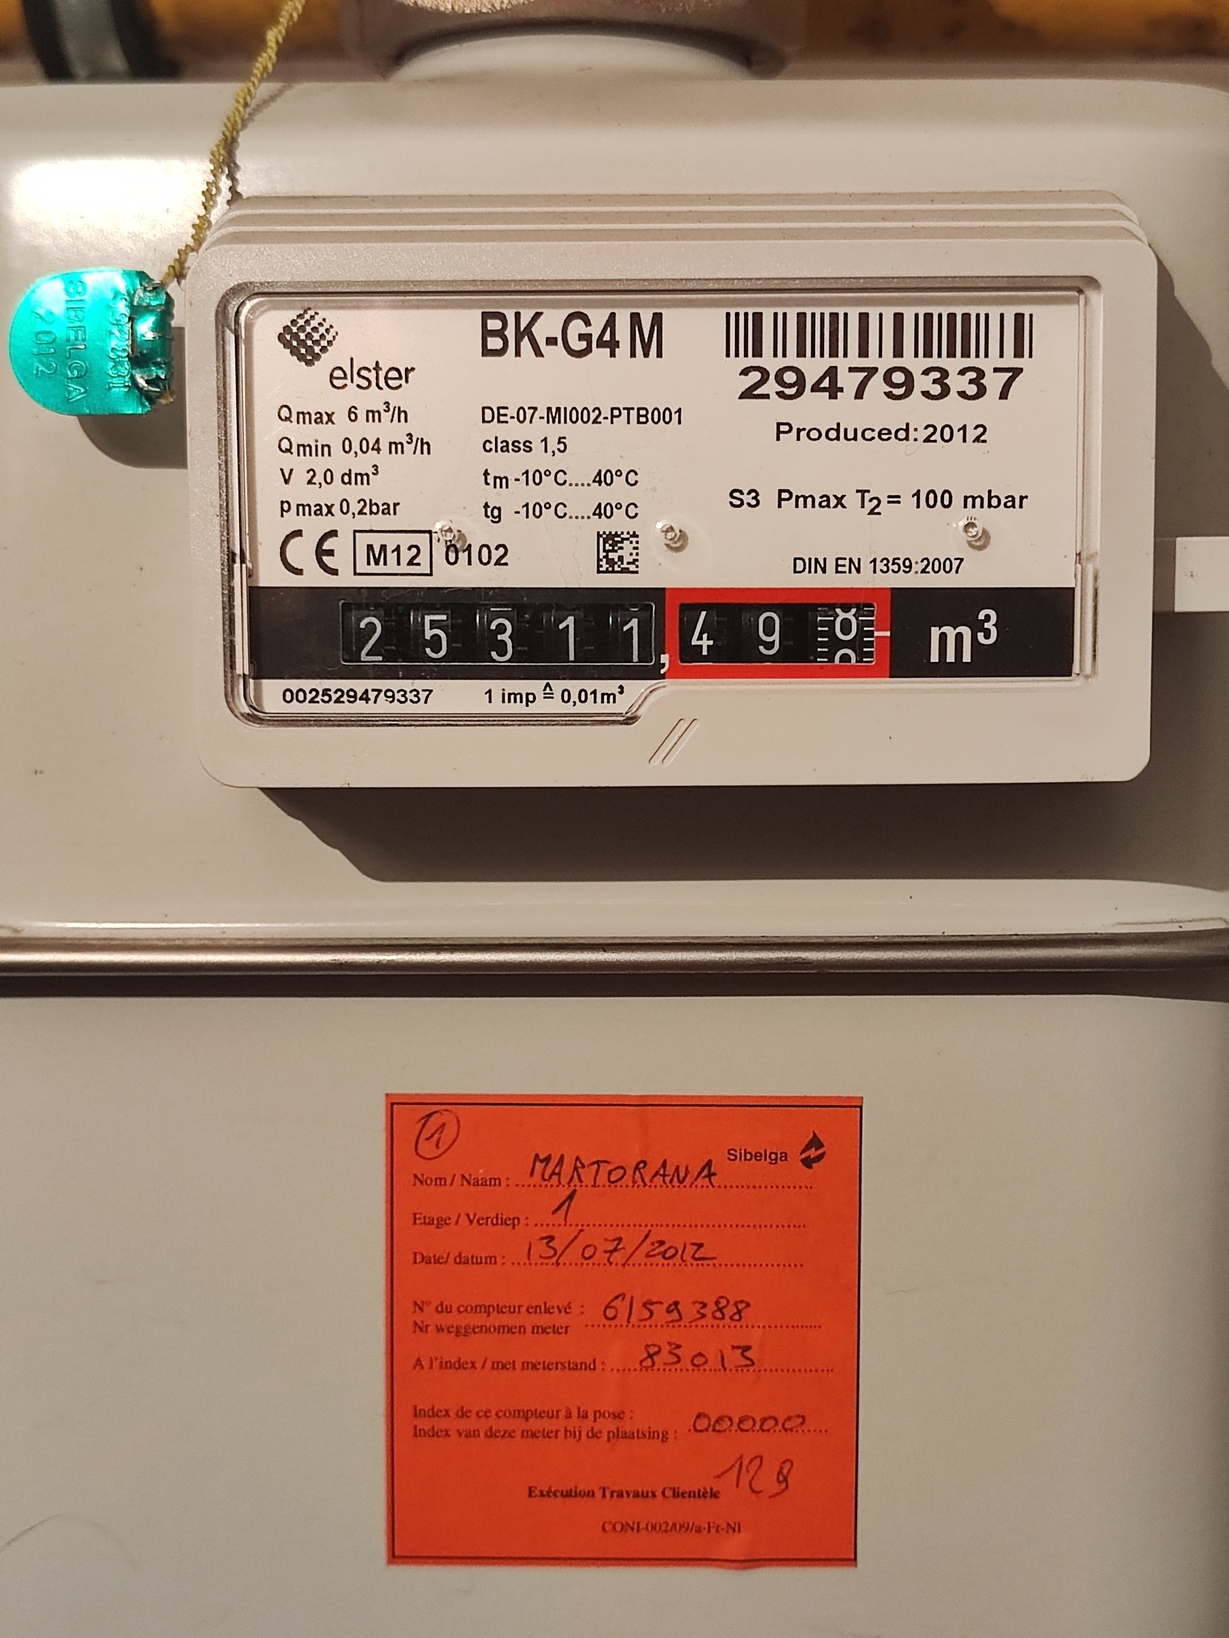 SIBELGA
2012
elster
BK-G4 M
29479337
Qmax 6 m³/h
DE-07-MI002-PTB001
Produced: 2012
Qmin 0,04 m³/h
class 1,5
V 2,0 dm³
tm -10°C....40°C
S3 Pmax T2 = 100 mbar
pmax 0,2bar
tg -10°C....40°C
CE M12 0102
DIN EN 1359:2007
25311,498 m³
002529479337
1 imp ≙ 0,01m³
1
Sibelga
Nom / Naam : MARTORANA
Etage / Verdiep : 1
Date/ datum : 13/07/2012
N° du compteur enlevé : 6159388
Nr weggenomen meter
A l'index / met meterstand : 83013
Index de ce compteur à la pose :
Index van deze meter bij de plaatsing : 00000
129
Exécution Travaux Clientèle
CONI-002/09/a-Fr-Nl